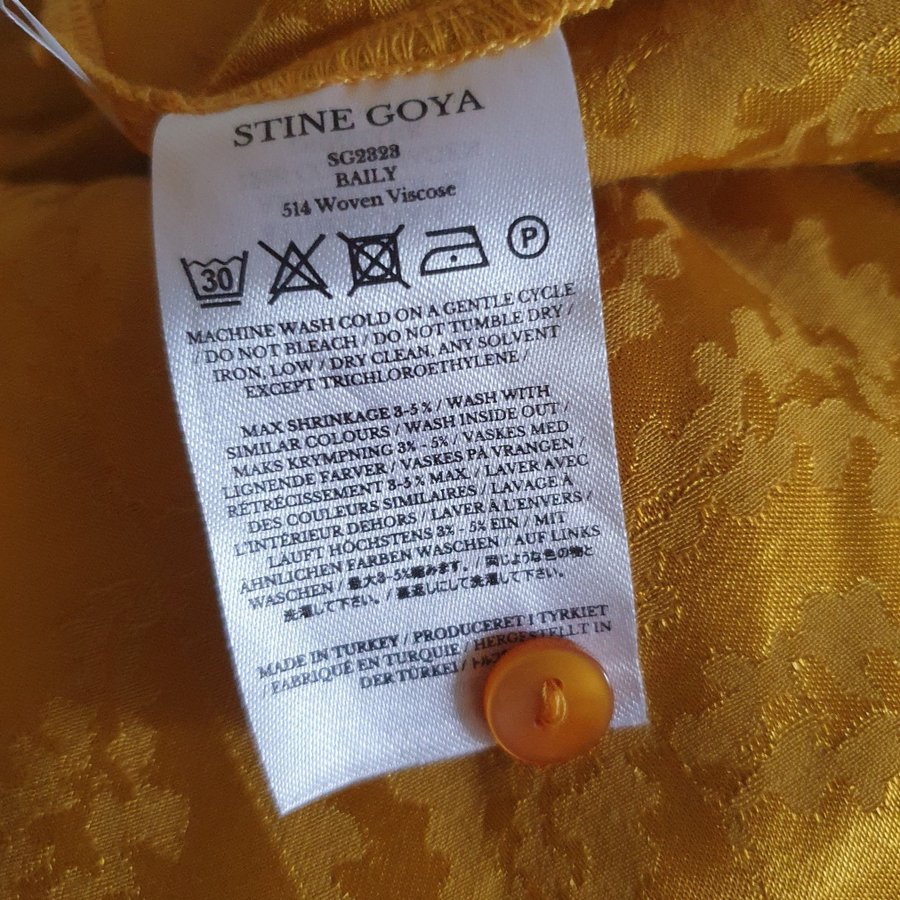 STINE GOYA
SG2323
BAILY
514 Woven Viscose
30
P
MACHINE WASH COLD ON A GENTLE CYCLE
/ DO NOT BLEACH / DO NOT TUMBLE DRY /
IRON, LOW / DRY CLEAN, ANY SOLVENT
EXCEPT TRICHLOROETHYLENE /
MAX SHRINKAGE 3-5 % / WASH WITH
SIMILAR COLOURS / WASH INSIDE OUT /
MAKS KRYMPNING 3% - 5% / VASKES MED
LIGNENDE FARVER / VASKES PÅ VRANGEN /
RETRÉCISSEMENT 3-5 % MAX. / LAVER AVEC
DES COULEURS SIMILAIRES / LAVAGE À
L'INTÉRIEUR DEHORS / LAVER À L'ENVERS /
LÄUFT HÖCHSTENS 3% - 5% EIN / MIT
ÄHNLICHEN FARBEN WASCHEN / AUF LINKS
WASCHEN / 最大3-5%縮みます。 / 同じような色の物と
洗濯して下さい。 / 裏返しにして洗濯して下さい。
MADE IN TURKEY / PRODUCERET I TYRKIET
/ FABRIQUÉ EN TURQUIE / HERGESTELLT IN
DER TÜRKEI /